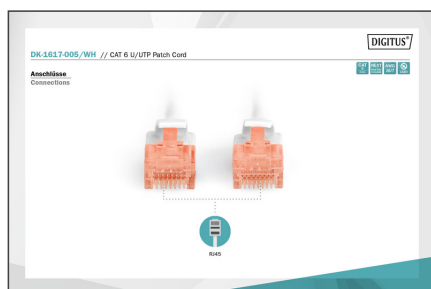 DIGITUS®
DK-1617-005/WH // CAT 6 U/UTP Patch Cord
Anschlüsse
Connections
RJ45